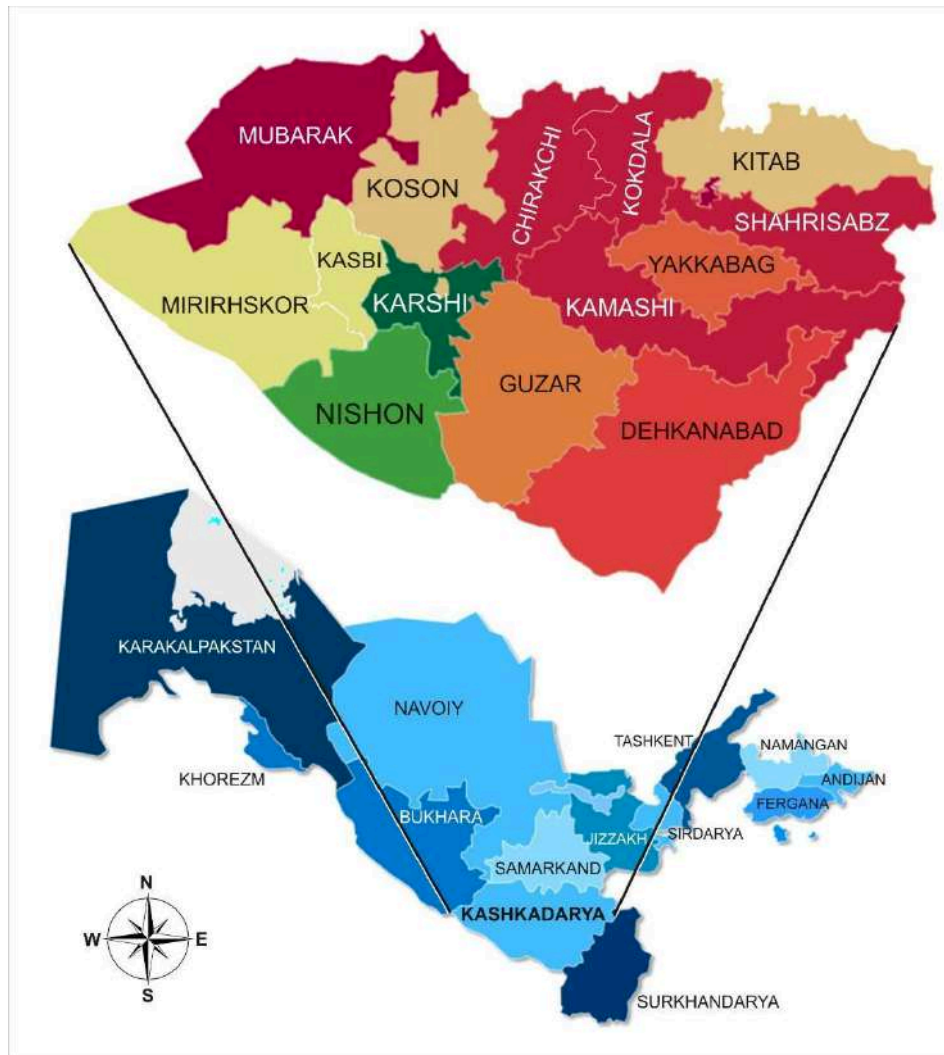 MUBARAK
KOSON
CHIRAKCHI
KOKDALA
KITAB
SHAHRISABZ
KASBI
YAKKABAG
MIRIRHSKOR
KARSHI
KAMASHI
GUZAR
NISHON
DEHKANABAD
KARAKALPAKSTAN
NAVOIY
TASHKENT
NAMANGAN
KHOREZM
ANDIJAN
FERGANA
BUKHARA
JIZZAKH
SIRDARYA
SAMARKAND
KASHKADARYA
N
W E
S
SURKHANDARYA